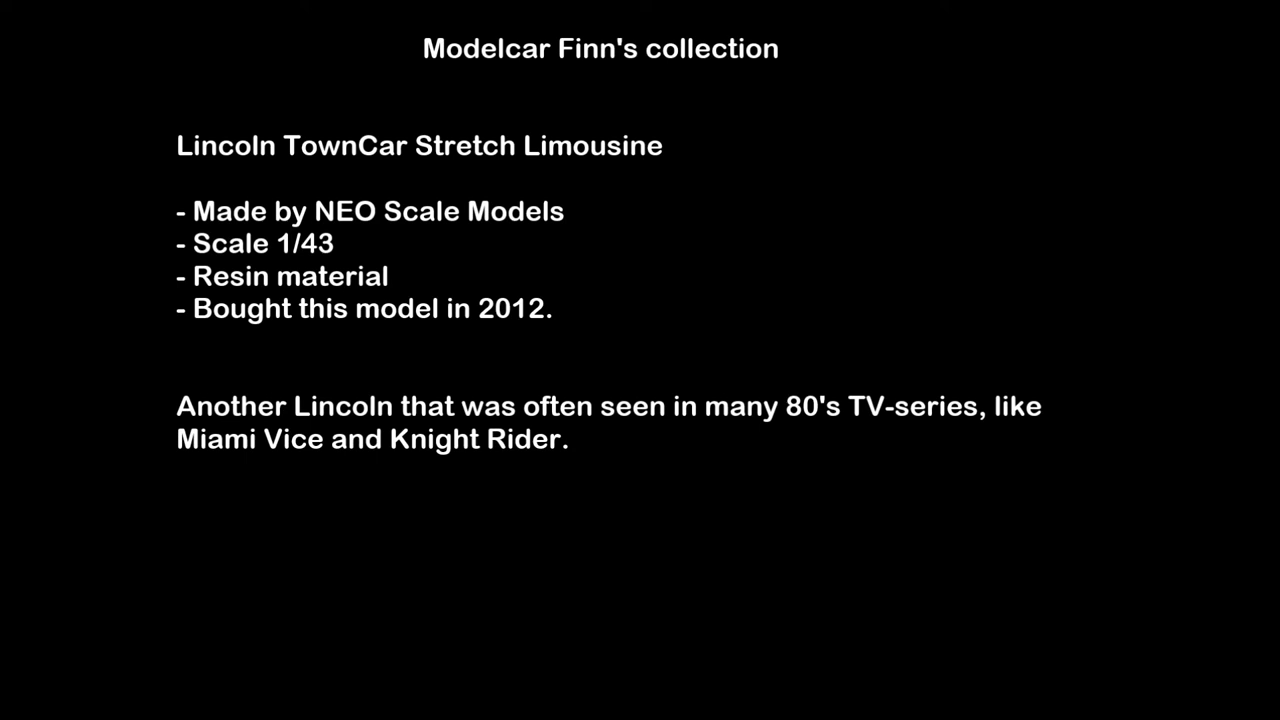 Modelcar Finn's collection
Lincoln TownCar Stretch Limousine
- Made by NEO Scale Models
- Scale 1/43
- Resin material
- Bought this model in 2012.
Another Lincoln that was often seen in many 80's TV-series, like
Miami Vice and Knight Rider.